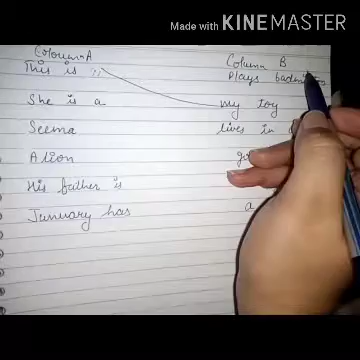 Made With KINEMASTER
Coloumn A
Column B
This is
Plays
She is a
my toy
Seema
lives in
A lion
His father is
January has
a